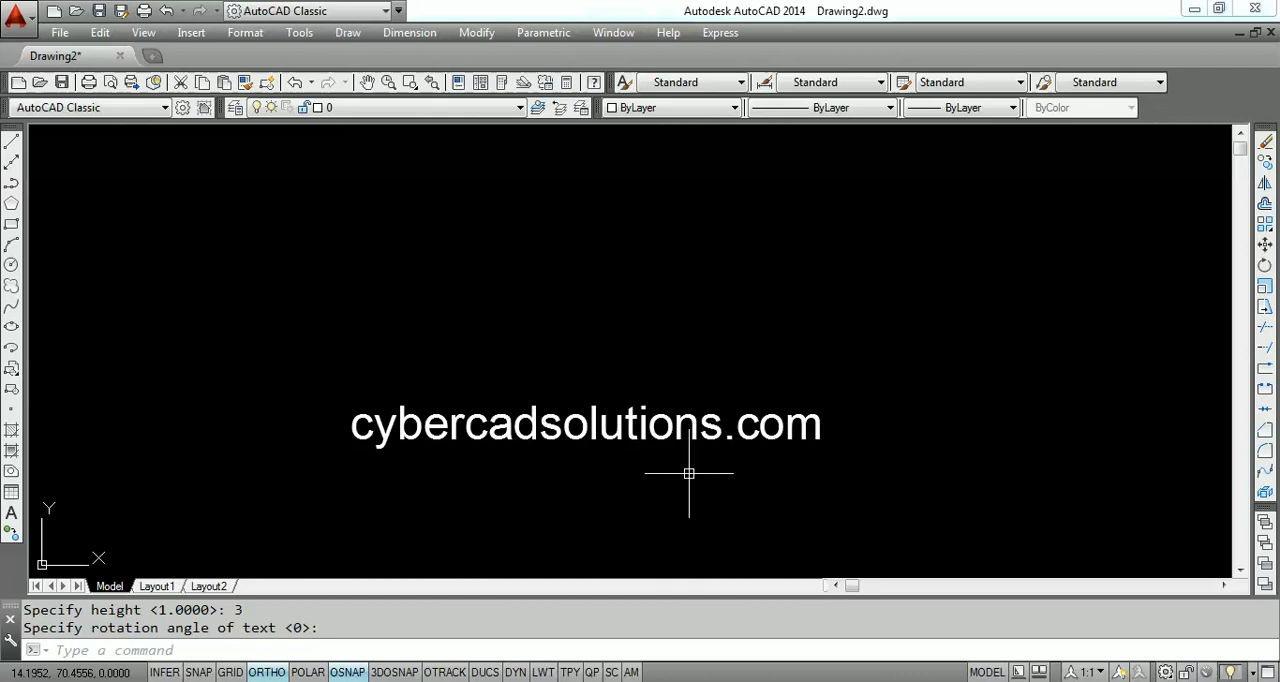 AutoCAD Classic
Autodesk AutoCAD 2014 Drawing2.dwg
File Edit View Insert Format Tools Draw Dimension Modify Parametric Window Help Express
Drawing2*
Standard Standard Standard Standard
AutoCAD Classic 0 ByLayer ByLayer ByLayer ByColor
cybercadsolutions.com
Y
X
Model Layout1 Layout2
Specify height <1.0000>: 3
Specify rotation angle of text <0>:
Type a command
14.1952, 70.4556, 0.0000 INFER SNAP GRID ORTHO POLAR OSNAP 3DOSNAP OTRACK DUCS DYN LWT TPY QP SC AM MODEL 1:1